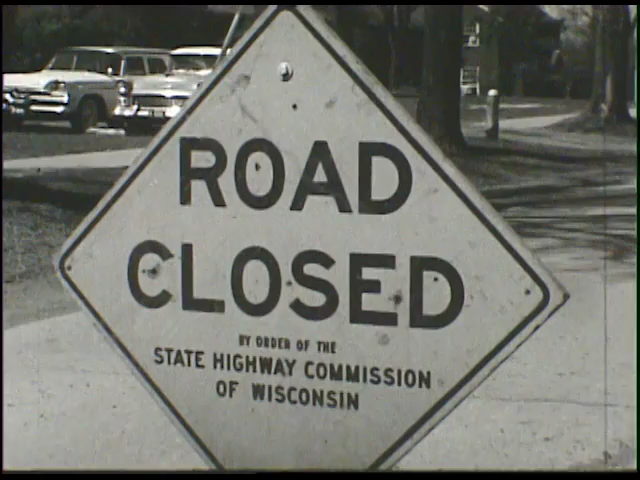 ROAD
CLOSED
BY ORDER OF THE
STATE HIGHWAY COMMISSION
OF WISCONSIN